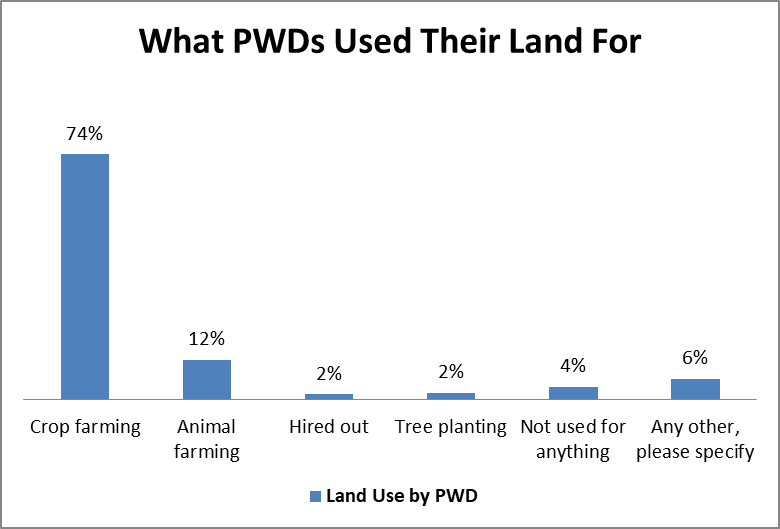 What PWDs Used Their Land For
74%
12%
2%
2%
4%
6%
Crop farming
Animal
farming
Hired out
Tree planting
Not used for
anything
Any other,
please specify
Land Use by PWD